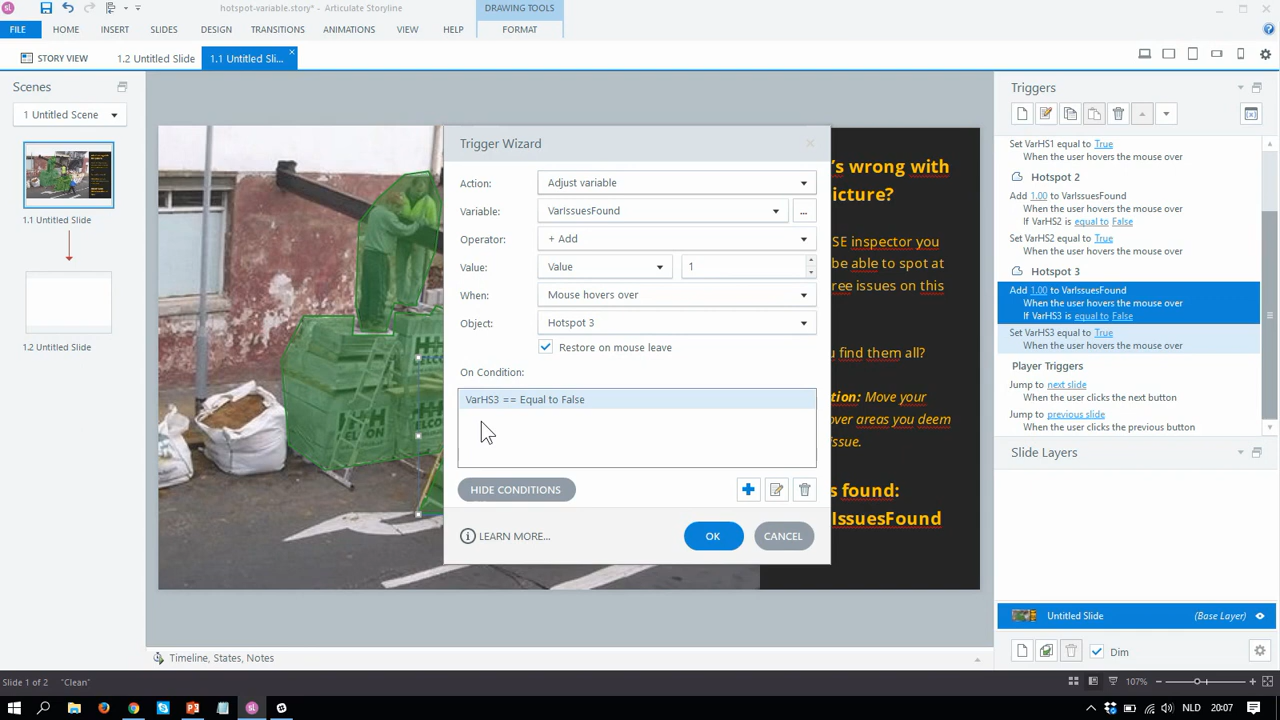 hotspot-variable.story* - Articulate Storyline
DRAWING TOOLS
FILE HOME INSERT SLIDES DESIGN TRANSITIONS ANIMATIONS VIEW HELP FORMAT
STORY VIEW 1.2 Untitled Slide 1.1 Untitled Sli...
Scenes
1 Untitled Scene
1.1 Untitled Slide
1.2 Untitled Slide
Trigger Wizard
Action: Adjust variable
Variable: VarIssuesFound ...
Operator: + Add
Value: Value 1
When: Mouse hovers over
Object: Hotspot 3
Restore on mouse leave
On Condition:
VarHS3 == Equal to False
HIDE CONDITIONS
LEARN MORE...
OK CANCEL
's wrong with
icture?
SE inspector you
be able to spot at
ree issues on this
u find them all?
tion: Move your
over areas you deem
issue.
s found:
IssuesFound
Triggers
Set VarHS1 equal to True
When the user hovers the mouse over
Hotspot 2
Add 1.00 to VarIssuesFound
When the user hovers the mouse over
If VarHS2 is equal to False
Set VarHS2 equal to True
When the user hovers the mouse over
Hotspot 3
Add 1.00 to VarIssuesFound
When the user hovers the mouse over
If VarHS3 is equal to False
Set VarHS3 equal to True
When the user hovers the mouse over
Player Triggers
Jump to next slide
When the user clicks the next button
Jump to previous slide
When the user clicks the previous button
Slide Layers
Untitled Slide (Base Layer)
Dim
Timeline, States, Notes
Slide 1 of 2 "Clean" 107%
NLD 20:07